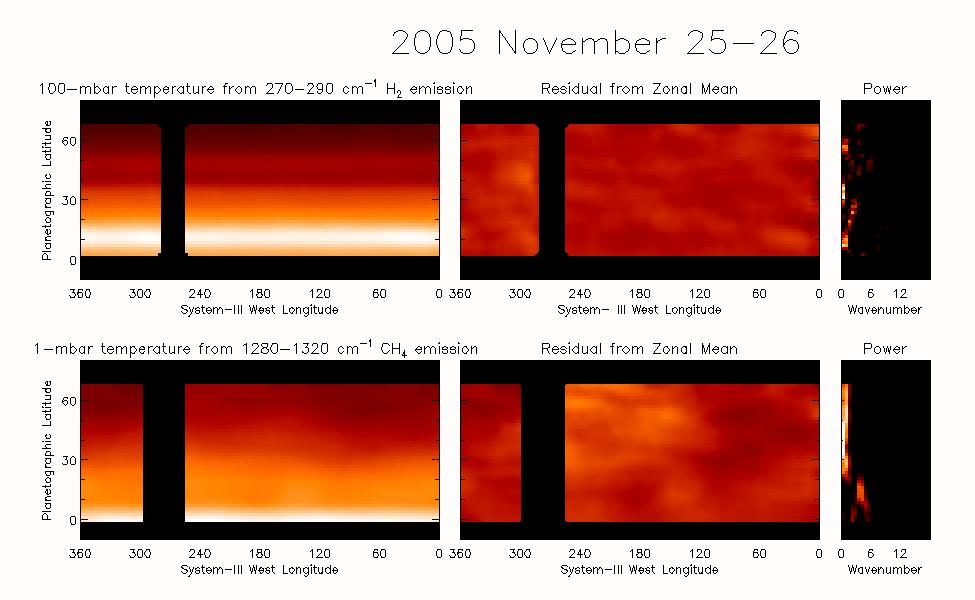 2005 November 25-26
100-mbar temperature from 270-290 cm⁻¹ H₂ emission
Residual from Zonal Mean
Power
Planetographic Latitude
60
30
0
360 300 240 180 120 60 0
360 300 240 180 120 60 0
0 6 12
System-III West Longitude
System- III West Longitude
Wavenumber
1-mbar temperature from 1280-1320 cm⁻¹ CH₄ emission
Residual from Zonal Mean
Power
Planetographic Latitude
60
30
0
360 300 240 180 120 60 0
360 300 240 180 120 60 0
0 6 12
System-III West Longitude
System-III West Longitude
Wavenumber